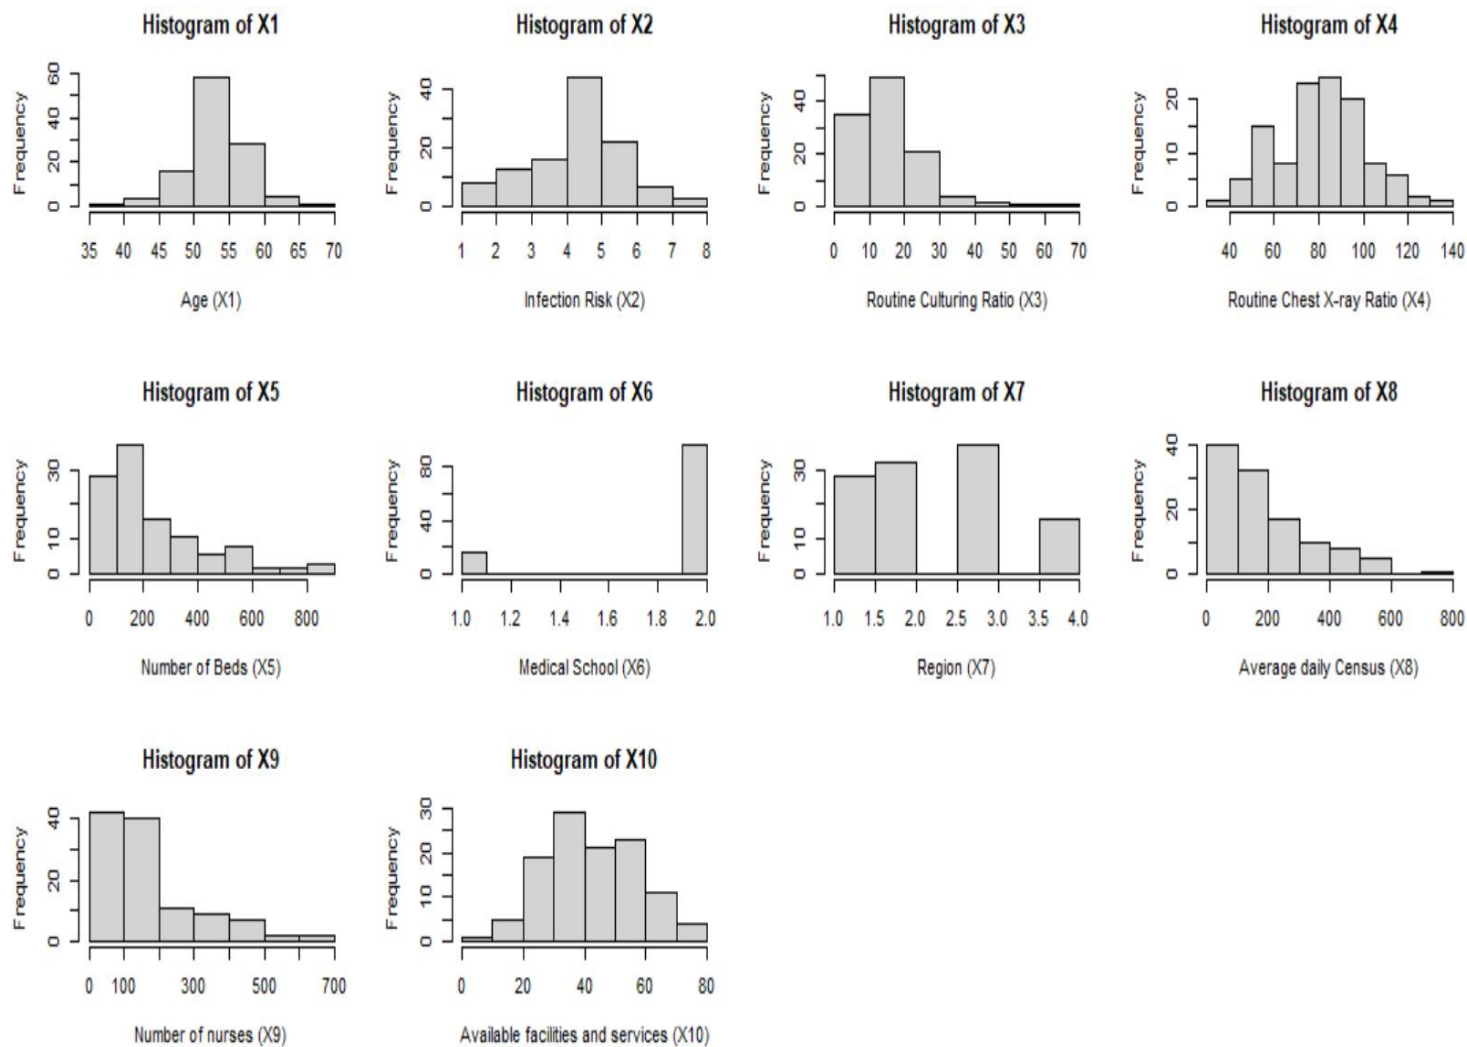 Histogram of X1
Histogram of X2
Histogram of X3
Histogram of X4
Frequency
0 20 40 60
35 40 45 50 55 60 65 70
Age (X1)
Frequency
0 20 40
1 2 3 4 5 6 7 8
Infection Risk (X2)
Frequency
0 20 40
0 10 20 30 40 50 60 70
Routine Culturing Ratio (X3)
Frequency
0 10 20
40 60 80 100 120 140
Routine Chest X-ray Ratio (X4)
Histogram of X5
Histogram of X6
Histogram of X7
Histogram of X8
Frequency
0 10 30
0 200 400 600 800
Number of Beds (X5)
Frequency
0 40 80
1.0 1.2 1.4 1.6 1.8 2.0
Medical School (X6)
Frequency
0 10 30
1.0 1.5 2.0 2.5 3.0 3.5 4.0
Region (X7)
Frequency
0 20 40
0 200 400 600 800
Average daily Census (X8)
Histogram of X9
Histogram of X10
Frequency
0 20 40
0 100 300 500 700
Number of nurses (X9)
Frequency
0 10 20 30
0 20 40 60 80
Available facilities and services (X10)